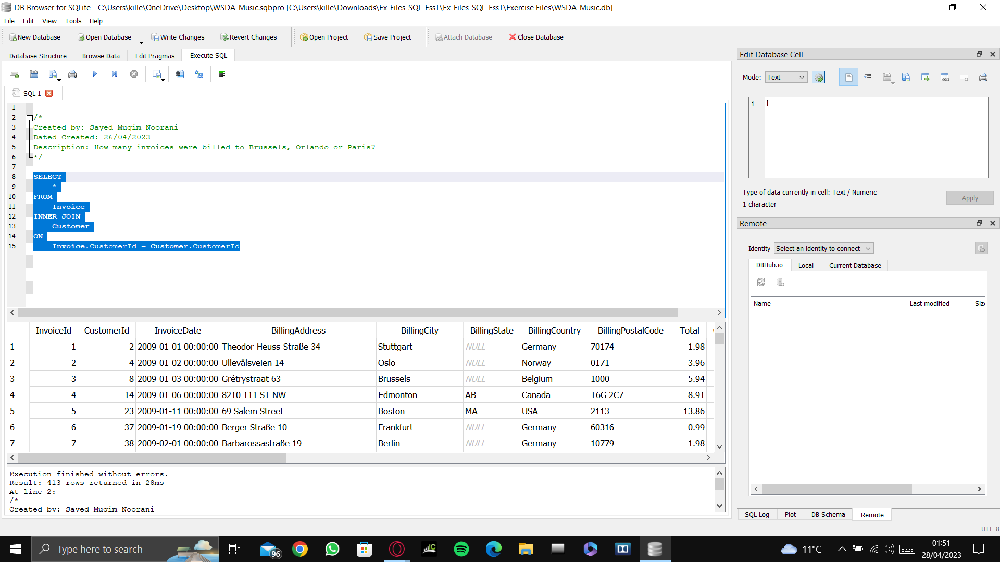 DB Browser for SQLite - C:\Users\kille\OneDrive\Desktop\WSDA_Music.sqbpro [C:\Users\kille\Downloads\Ex_Files_SQL_EssT\Ex_Files_SQL_EssT\Exercise Files\WSDA_Music.db]
File Edit View Tools Help
New Database Open Database Write Changes Revert Changes Open Project Save Project Attach Database Close Database
Database Structure Browse Data Edit Pragmas Execute SQL
SQL 1
1
2 /*
3 Created by: Sayed Muqim Noorani
4 Dated Created: 26/04/2023
5 Description: How many invoices were billed to Brussels, Orlando or Paris?
6 */
7
8 SELECT
9 *
10 FROM
11 Invoice
12 INNER JOIN
13 Customer
14 ON
15 Invoice.CustomerId = Customer.CustomerId
InvoiceId CustomerId InvoiceDate BillingAddress BillingCity BillingState BillingCountry BillingPostalCode Total
1 1 2 2009-01-01 00:00:00 Theodor-Heuss-Straße 34 Stuttgart NULL Germany 70174 1.98
2 2 4 2009-01-02 00:00:00 Ullevålsveien 14 Oslo NULL Norway 0171 3.96
3 3 8 2009-01-03 00:00:00 Grétrystraat 63 Brussels NULL Belgium 1000 5.94
4 4 14 2009-01-06 00:00:00 8210 111 ST NW Edmonton AB Canada T6G 2C7 8.91
5 5 23 2009-01-11 00:00:00 69 Salem Street Boston MA USA 2113 13.86
6 6 37 2009-01-19 00:00:00 Berger Straße 10 Frankfurt NULL Germany 60316 0.99
7 7 38 2009-02-01 00:00:00 Barbarossastraße 19 Berlin NULL Germany 10779 1.98
Execution finished without errors.
Result: 413 rows returned in 28ms
At line 2:
/*
Created by: Sayed Muqim Noorani
Edit Database Cell
Mode: Text
1 1
Type of data currently in cell: Text / Numeric
1 character
Apply
Remote
Identity Select an identity to connect
DBHub.io Local Current Database
Name Last modified Size
SQL Log Plot DB Schema Remote
UTF-8
Type here to search
96
11°C
01:51
28/04/2023